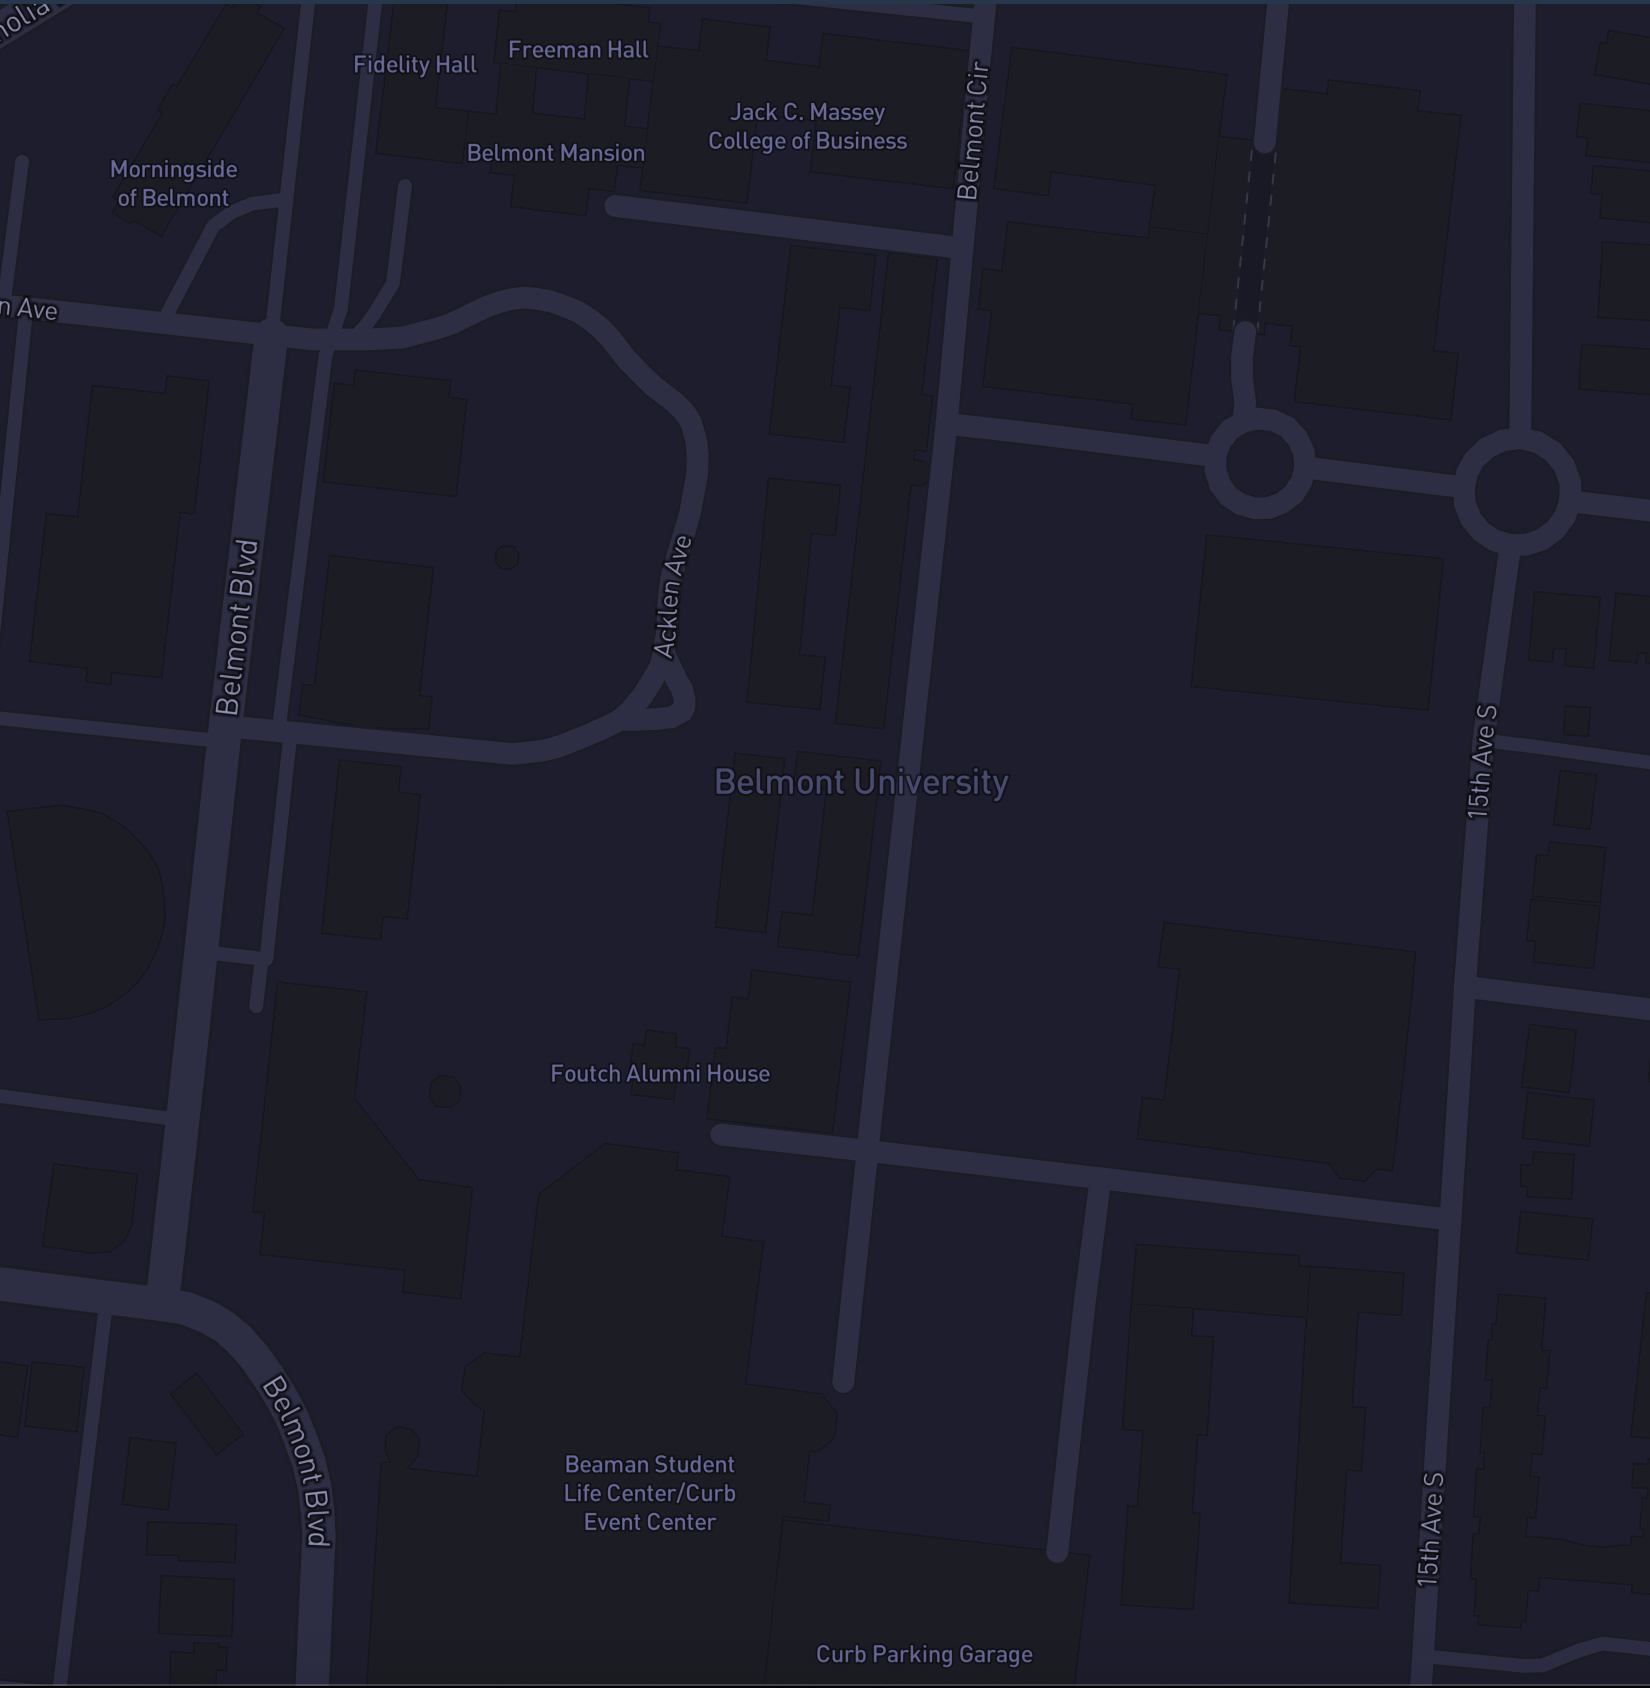 nolia
Freeman Hall
Fidelity Hall
Jack C. Massey
College of Business
Belmont Cir
Belmont Mansion
Morningside
of Belmont
n Ave
Belmont Blvd
Acklen Ave
Belmont University
15th Ave S
Foutch Alumni House
Belmont Blvd
Beaman Student
Life Center/Curb
Event Center
15th Ave S
Curb Parking Garage